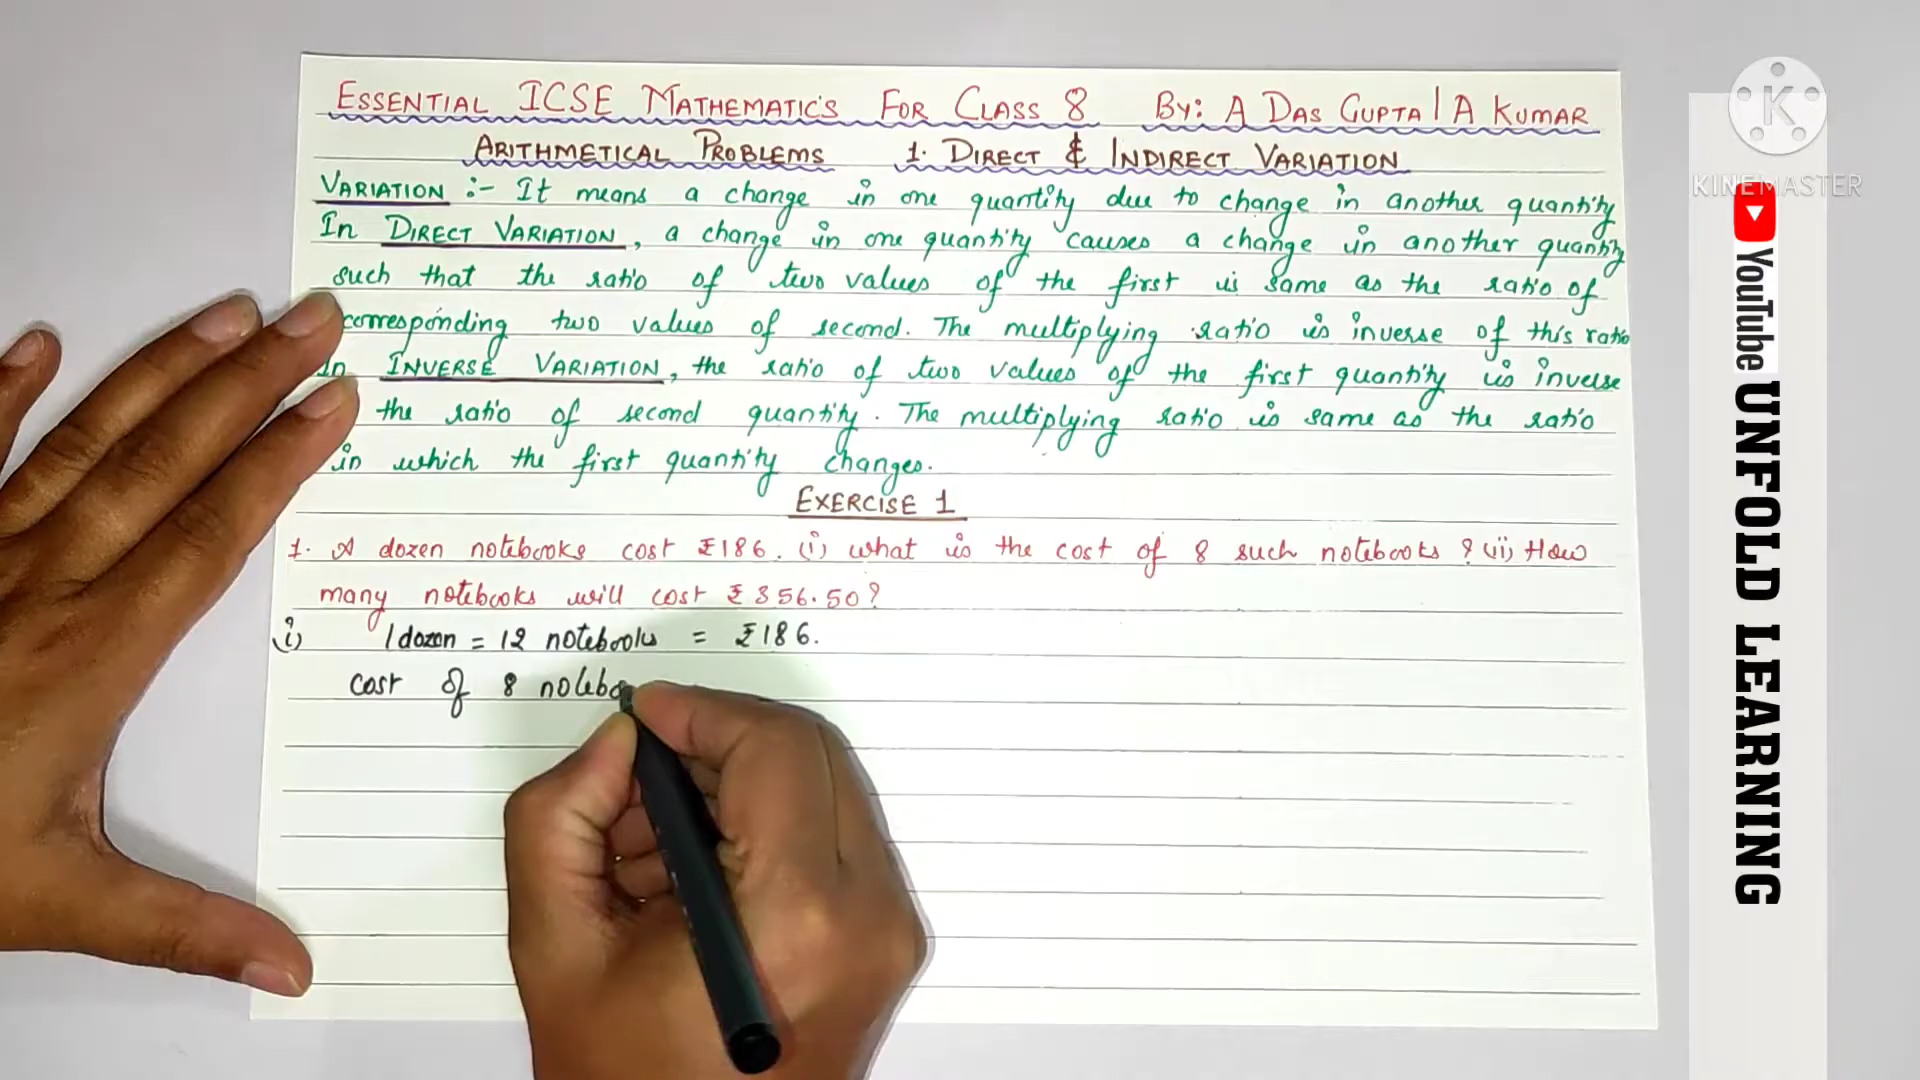 ESSENTIAL ICSE MATHEMATICS FOR CLASS 8 BY: A DAS GUPTA | A KUMAR
ARITHMETICAL PROBLEMS 1. DIRECT & INDIRECT VARIATION
VARIATION :- It means a change in one quantity due to change in another quantity
In DIRECT VARIATION, a change in one quantity causes a change in another quantity
such that the ratio of two values of the first is same as the ratio of
corresponding two values of second. The multiplying ratio is inverse of this ratio
In INVERSE VARIATION, the ratio of two values of the first quantity is inverse
the ratio of second quantity. The multiplying ratio is same as the ratio
in which the first quantity changes.
EXERCISE 1
1. A dozen notebooks cost ₹186. (i) what is the cost of 8 such notebooks? (ii) How
many notebooks will cost ₹356.50?
(i) 1 dozen = 12 notebooks = ₹186.
cost of 8 notebo
K
KINEMASTER
YouTube UNFOLD LEARNING